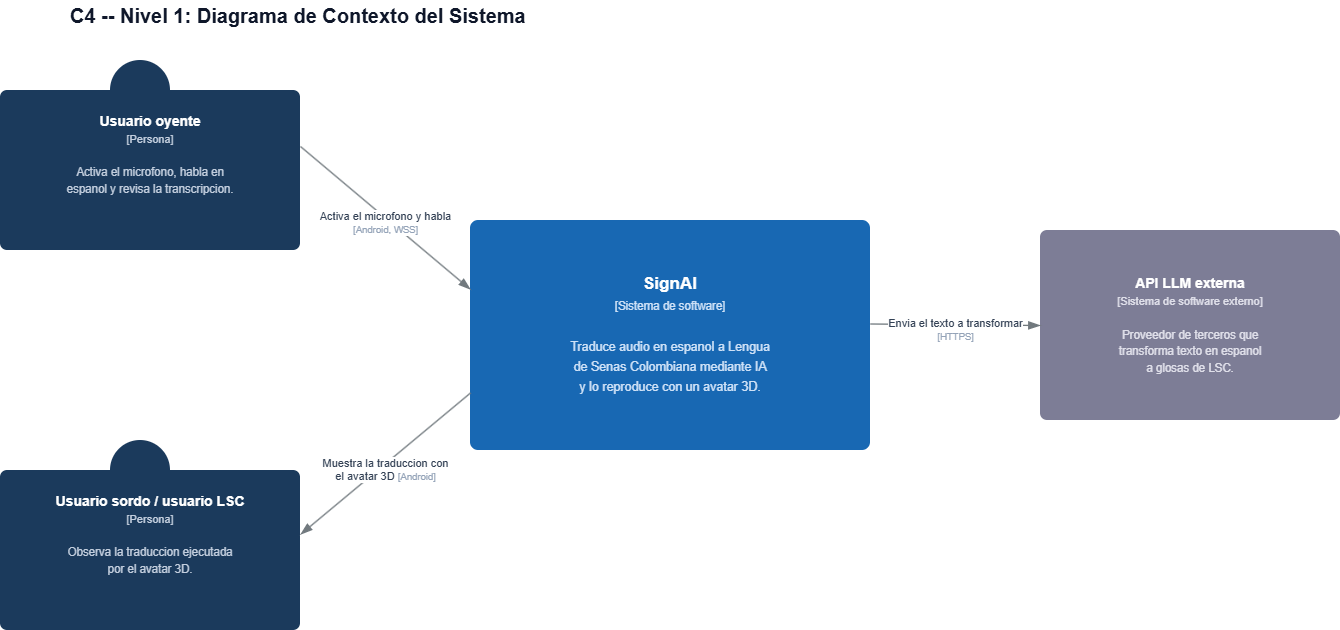 C4 -- Nivel 1: Diagrama de Contexto del Sistema
Usuario oyente
[Persona]
Activa el microfono, habla en
espanol y revisa la transcripcion.
Activa el microfono y habla
[Android, WSS]
SignAI
[Sistema de software]
Traduce audio en espanol a Lengua
de Senas Colombiana mediante IA
y lo reproduce con un avatar 3D.
Envia el texto a transformar
[HTTPS]
API LLM externa
[Sistema de software externo]
Proveedor de terceros que
transforma texto en espanol
a glosas de LSC.
Muestra la traduccion con
el avatar 3D [Android]
Usuario sordo / usuario LSC
[Persona]
Observa la traduccion ejecutada
por el avatar 3D.